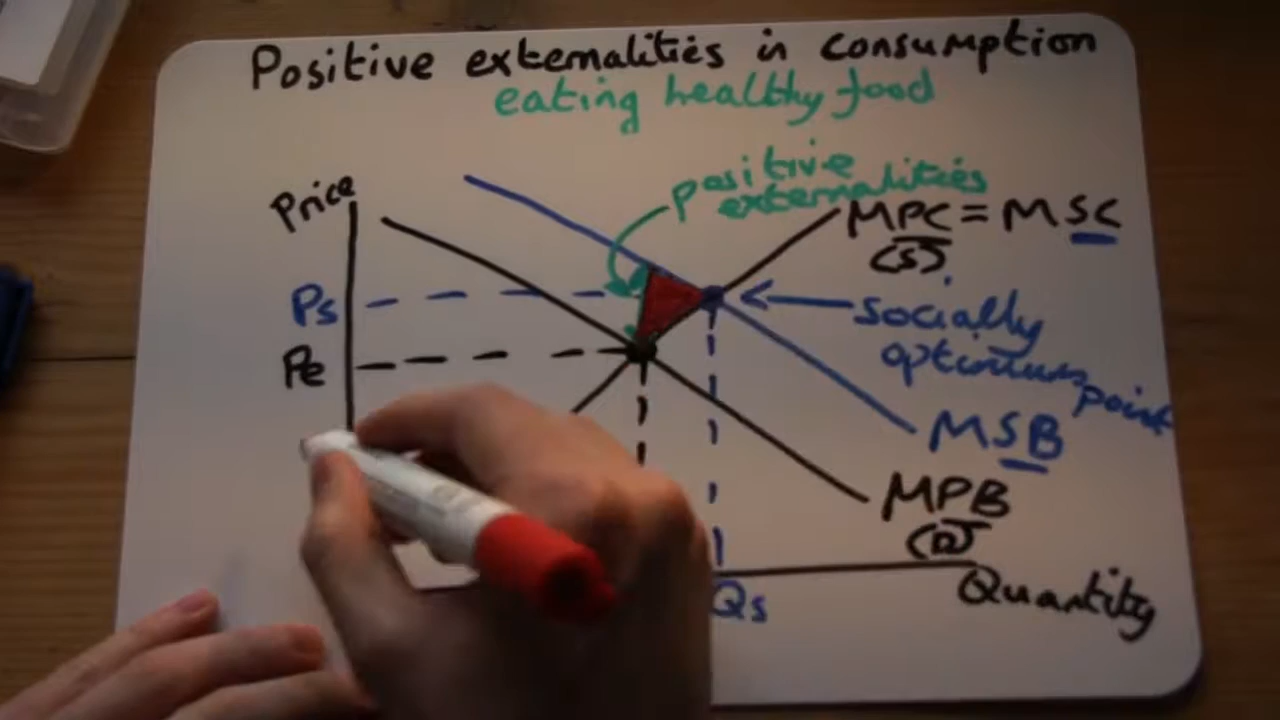 Positive externalities in consumption
eating healthy food
positive
externalities
Price
MPC = MSC
(S)
Ps
socially
optimum
point
Pe
MSB
MPB
(D)
Qs
Quantity